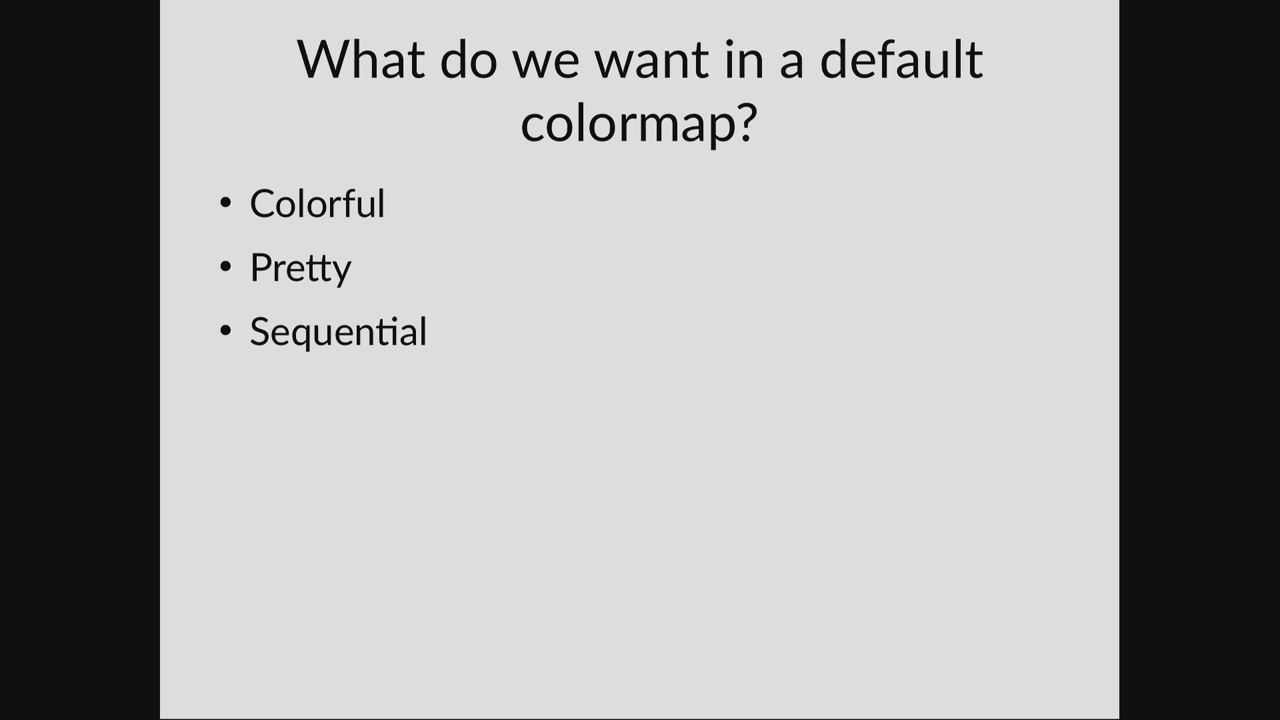 What do we want in a default
colormap?
• Colorful
• Pretty
• Sequential